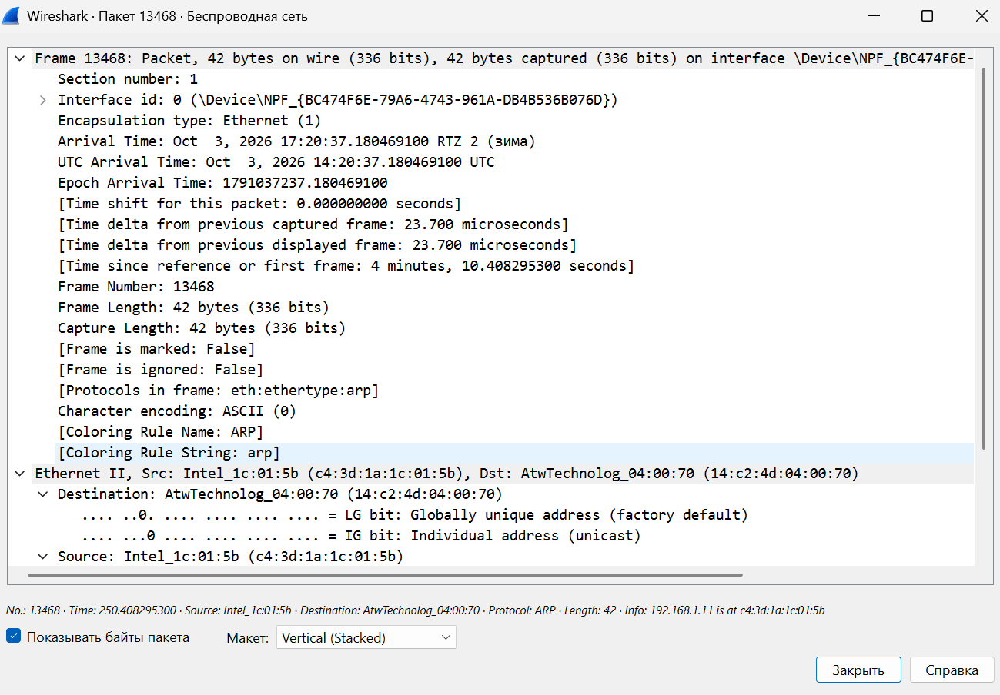 Wireshark · Пакет 13468 · Беспроводная сеть
Frame 13468: Packet, 42 bytes on wire (336 bits), 42 bytes captured (336 bits) on interface \Device\NPF_{BC474F6E-
Section number: 1
Interface id: 0 (\Device\NPF_{BC474F6E-79A6-4743-961A-DB4B536B076D})
Encapsulation type: Ethernet (1)
Arrival Time: Oct  3, 2026 17:20:37.180469100 RTZ 2 (зима)
UTC Arrival Time: Oct  3, 2026 14:20:37.180469100 UTC
Epoch Arrival Time: 1791037237.180469100
[Time shift for this packet: 0.000000000 seconds]
[Time delta from previous captured frame: 23.700 microseconds]
[Time delta from previous displayed frame: 23.700 microseconds]
[Time since reference or first frame: 4 minutes, 10.408295300 seconds]
Frame Number: 13468
Frame Length: 42 bytes (336 bits)
Capture Length: 42 bytes (336 bits)
[Frame is marked: False]
[Frame is ignored: False]
[Protocols in frame: eth:ethertype:arp]
Character encoding: ASCII (0)
[Coloring Rule Name: ARP]
[Coloring Rule String: arp]
Ethernet II, Src: Intel_1c:01:5b (c4:3d:1a:1c:01:5b), Dst: AtwTechnolog_04:00:70 (14:c2:4d:04:00:70)
Destination: AtwTechnolog_04:00:70 (14:c2:4d:04:00:70)
.... ..0. .... .... .... .... = LG bit: Globally unique address (factory default)
.... ...0 .... .... .... .... = IG bit: Individual address (unicast)
Source: Intel_1c:01:5b (c4:3d:1a:1c:01:5b)
No.: 13468 · Time: 250.408295300 · Source: Intel_1c:01:5b · Destination: AtwTechnolog_04:00:70 · Protocol: ARP · Length: 42 · Info: 192.168.1.11 is at c4:3d:1a:1c:01:5b
Показывать байты пакета
Макет: Vertical (Stacked)
Закрыть
Справка